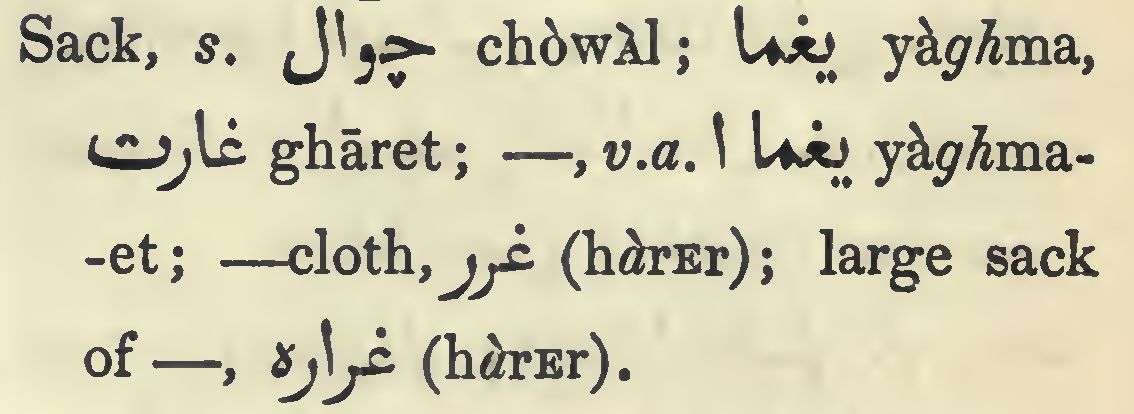 Sack, s. چوال chòwÀl; يغما yàghma,
غارت ghāret; —, v.a. يغما ا yàghma-
-et; —cloth, غرر (hàrEr); large sack
of —, غراره (hàrEr).